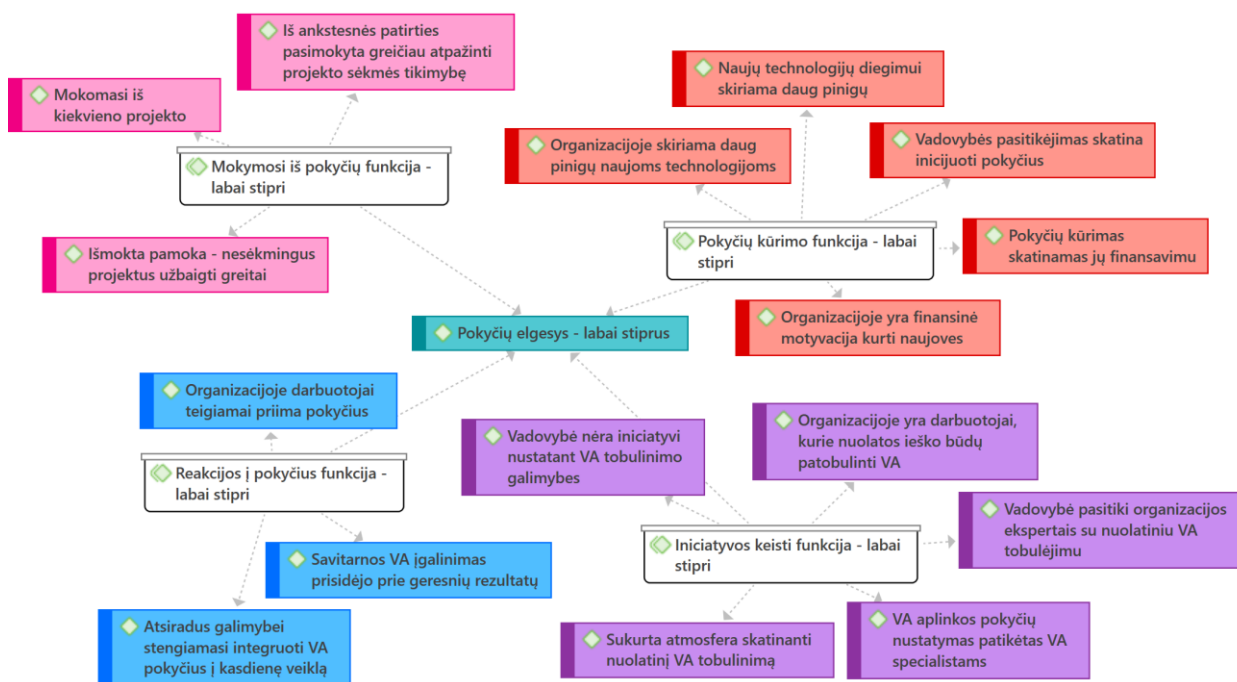 Iš ankstesnės patirties
pasimokyta greičiau atpažinti
projekto sėkmės tikimybę
Mokomasi iš
kiekvieno projekto
Mokymosi iš pokyčių funkcija -
labai stipri
Išmokta pamoka - nesėkmingus
projektus užbaigti greitai
Naujų technologijų diegimui
skiriama daug pinigų
Organizacijoje skiriama daug
pinigų naujoms technologijoms
Vadovybės pasitikėjimas skatina
inicijuoti pokyčius
Pokyčių kūrimo funkcija - labai
stipri
Pokyčių kūrimas
skatinamas jų finansavimu
Organizacijoje yra finansinė
motyvacija kurti naujoves
Pokyčių elgesys - labai stiprus
Organizacijoje darbuotojai
teigiamai priima pokyčius
Reakcijos į pokyčius funkcija -
labai stipri
Savitarnos VA įgalinimas
prisidėjo prie geresnių rezultatų
Atsiradus galimybei
stengiamasi integruoti VA
pokyčius į kasdienę veiklą
Vadovybė nėra iniciatyvi
nustatant VA tobulinimo
galimybes
Organizacijoje yra darbuotojai,
kurie nuolatos ieško būdų
patobulinti VA
Iniciatyvos keisti funkcija - labai
stipri
Vadovybė pasitiki organizacijos
ekspertais su nuolatiniu VA
tobulėjimu
Sukurta atmosfera skatinanti
nuolatinį VA tobulinimą
VA aplinkos pokyčių
nustatymas patikėtas VA
specialistams